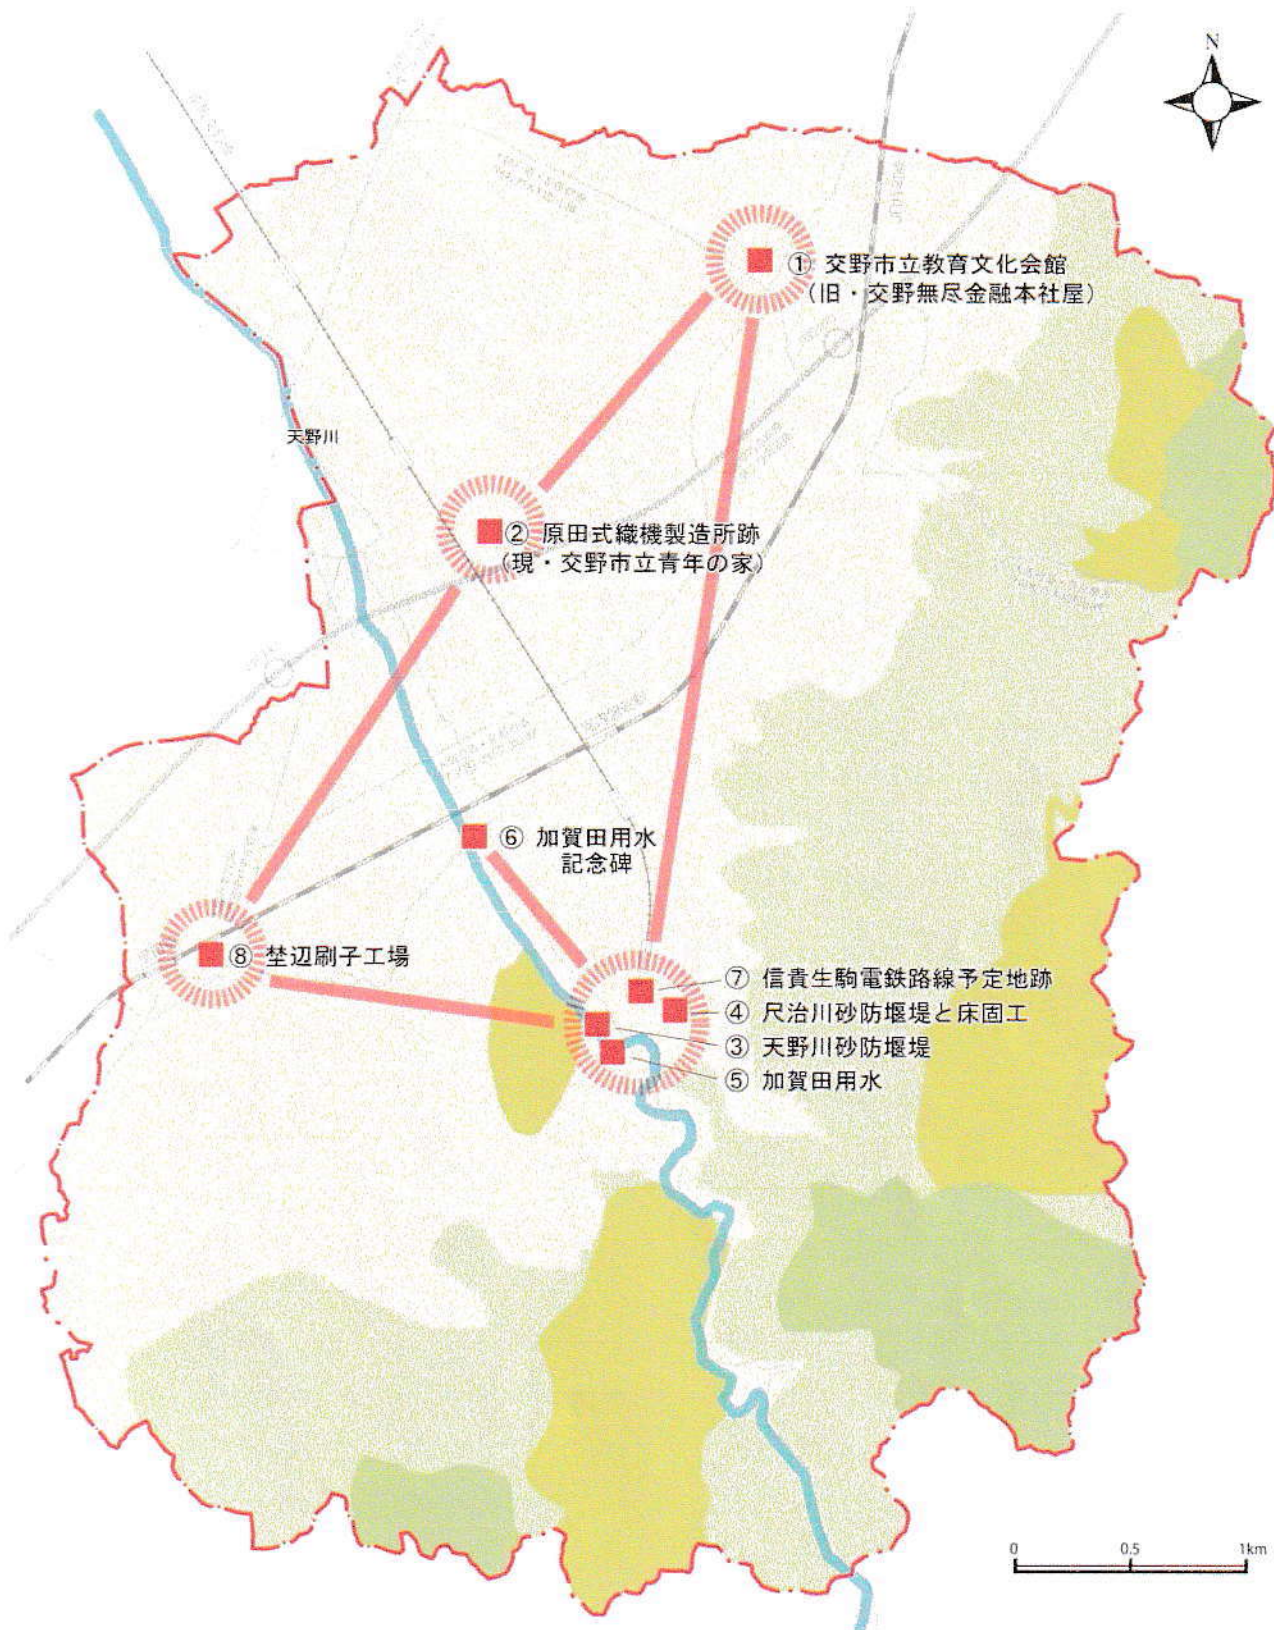 N
① 交野市立教育文化会館
（旧・交野無尽金融本社屋）
天野川
② 原田式織機製造所跡
（現・交野市立青年の家）
⑥ 加賀田用水
記念碑
⑧ 埜辺刷子工場
⑦ 信貴生駒電鉄路線予定地跡
④ 尺治川砂防堰堤と床固工
③ 天野川砂防堰堤
⑤ 加賀田用水
0 0.5 1km